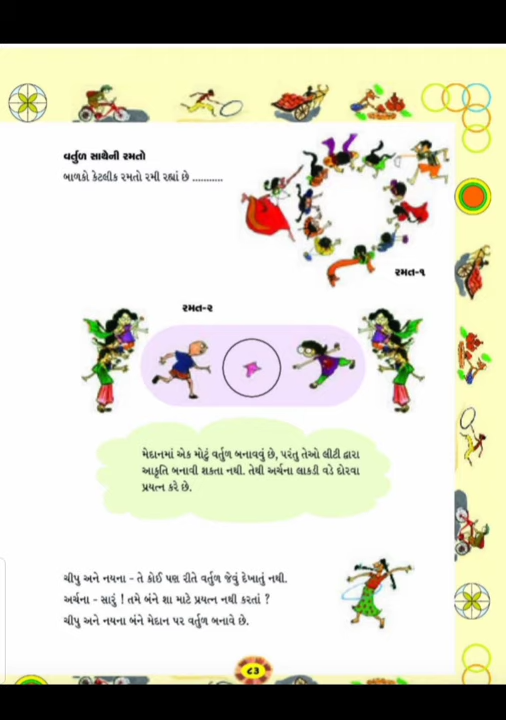 વર્તુળ સાથેની રમતો
બાળકો કેટલીક રમતો રમી રહ્યાં છે ...........
રમત-૧
રમત-૨
મેદાનમાં એક મોટું વર્તુળ બનાવવું છે, પરંતુ તેઓ લીટી દ્વારા
આકૃતિ બનાવી શકતા નથી. તેથી અર્ચના લાકડી વડે દોરવા
પ્રયત્ન કરે છે.
ચીપુ અને નયના - તે કોઈ પણ રીતે વર્તુળ જેવું દેખાતું નથી.
અર્ચના - સારું ! તમે બંને શા માટે પ્રયત્ન નથી કરતાં ?
ચીપુ અને નયના બંને મેદાન પર વર્તુળ બનાવે છે.
૮૩